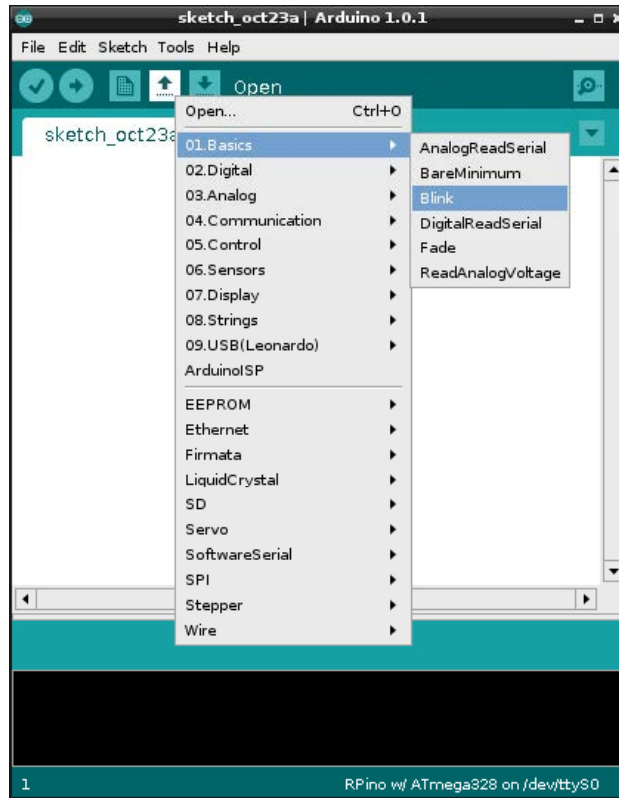 sketch_oct23a | Arduino 1.0.1
File Edit Sketch Tools Help
Open
sketch_oct23a
Open... Ctrl+O
01.Basics
02.Digital
03.Analog
04.Communication
05.Control
06.Sensors
07.Display
08.Strings
09.USB(Leonardo)
ArduinoISP
EEPROM
Ethernet
Firmata
LiquidCrystal
SD
Servo
SoftwareSerial
SPI
Stepper
Wire
AnalogReadSerial
BareMinimum
Blink
DigitalReadSerial
Fade
ReadAnalogVoltage
1 RPino w/ ATmega328 on /dev/ttyS0